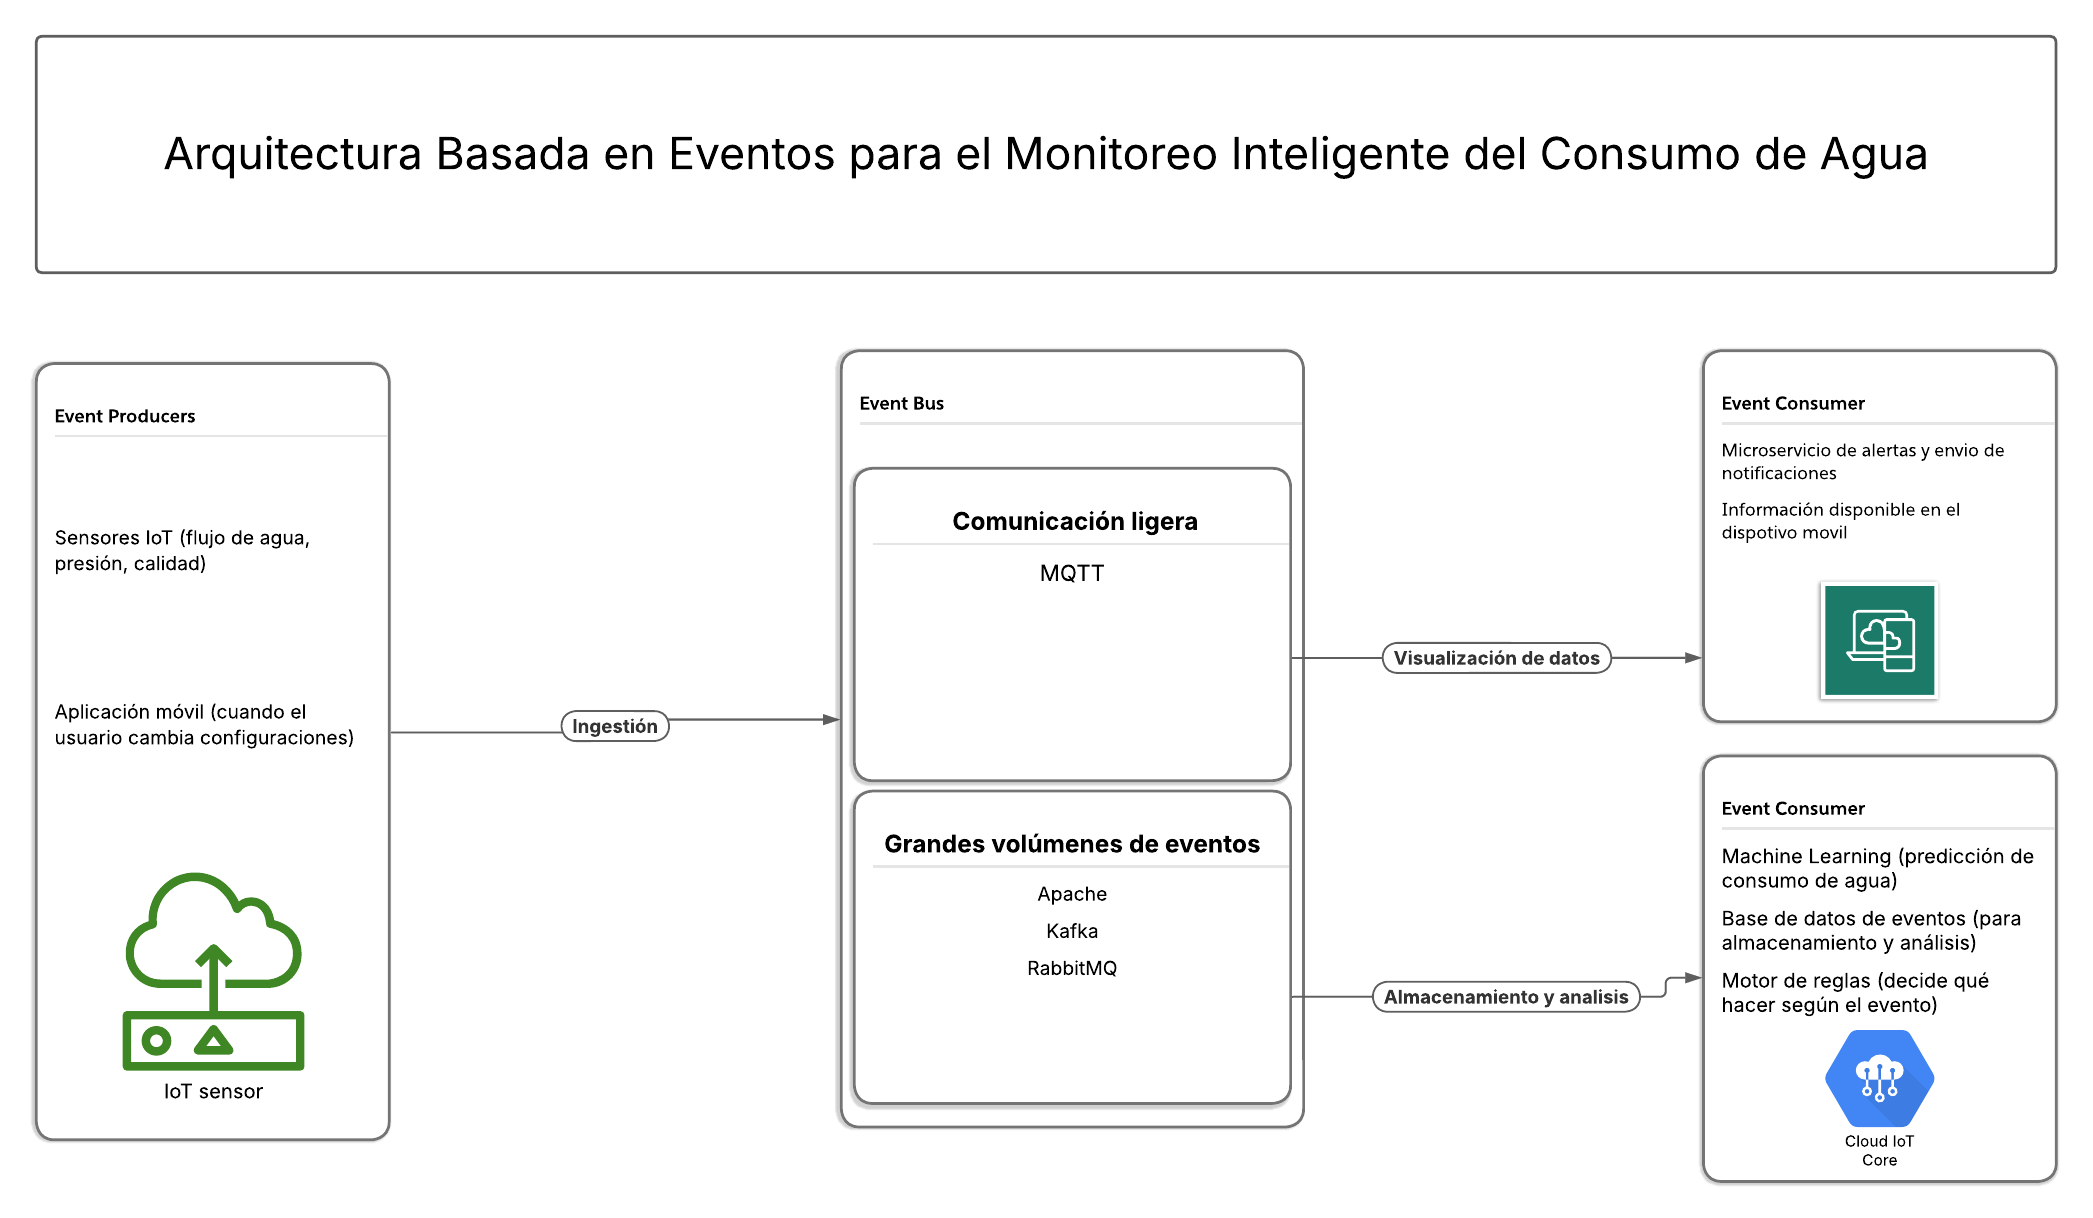 Arquitectura Basada en Eventos para el Monitoreo Inteligente del Consumo de Agua
Event Producers
Sensores IoT (flujo de agua,
presión, calidad)
Aplicación móvil (cuando el
usuario cambia configuraciones)
IoT sensor
Ingestión
Event Bus
Comunicación ligera
MQTT
Grandes volúmenes de eventos
Apache
Kafka
RabbitMQ
Visualización de datos
Almacenamiento y analisis
Event Consumer
Microservicio de alertas y envio de
notificaciones
Información disponible en el
dispotivo movil
Event Consumer
Machine Learning (predicción de
consumo de agua)
Base de datos de eventos (para
almacenamiento y análisis)
Motor de reglas (decide qué
hacer según el evento)
Cloud IoT
Core